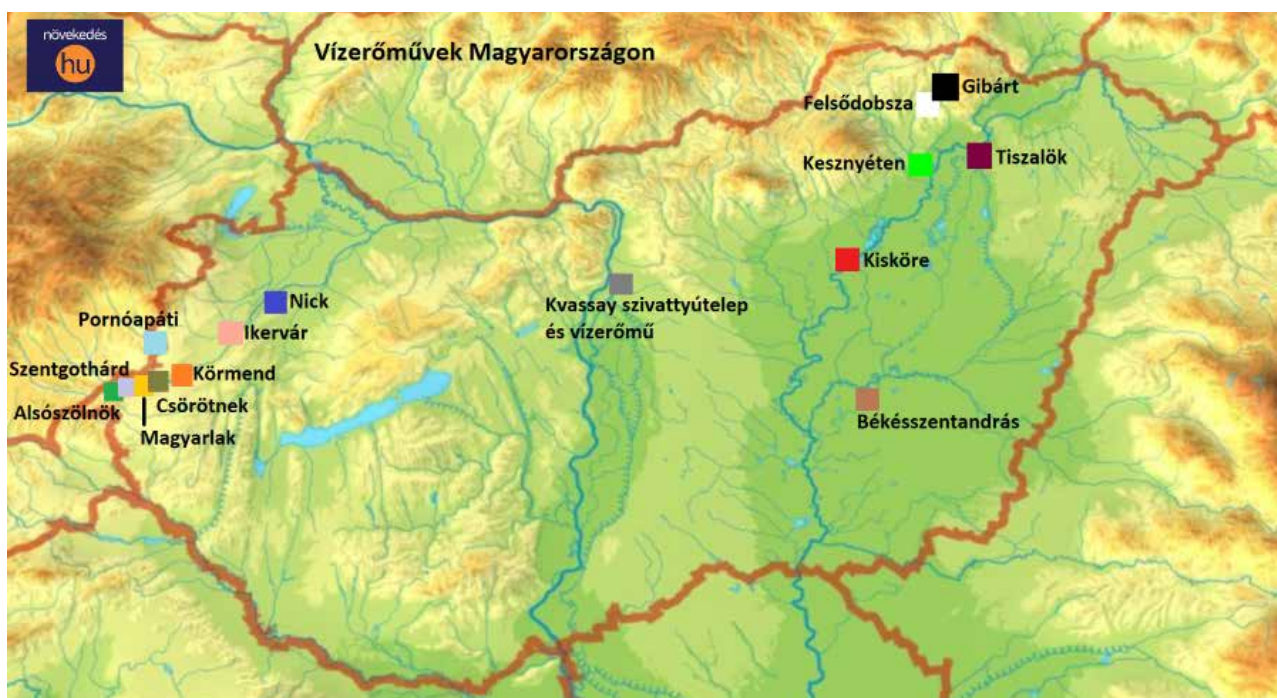 növekedés
hu
Vízerőművek Magyarországon
Gibárt
Felsődobsza
Kesznyéten
Tiszalök
Kisköre
Nick
Kvassay szivattyútelep
és vízerőmű
Pornóapáti
Ikervár
Szentgothárd
Körmend
Alsószölnök
Csörötnek
Magyarlak
Békésszentandrás